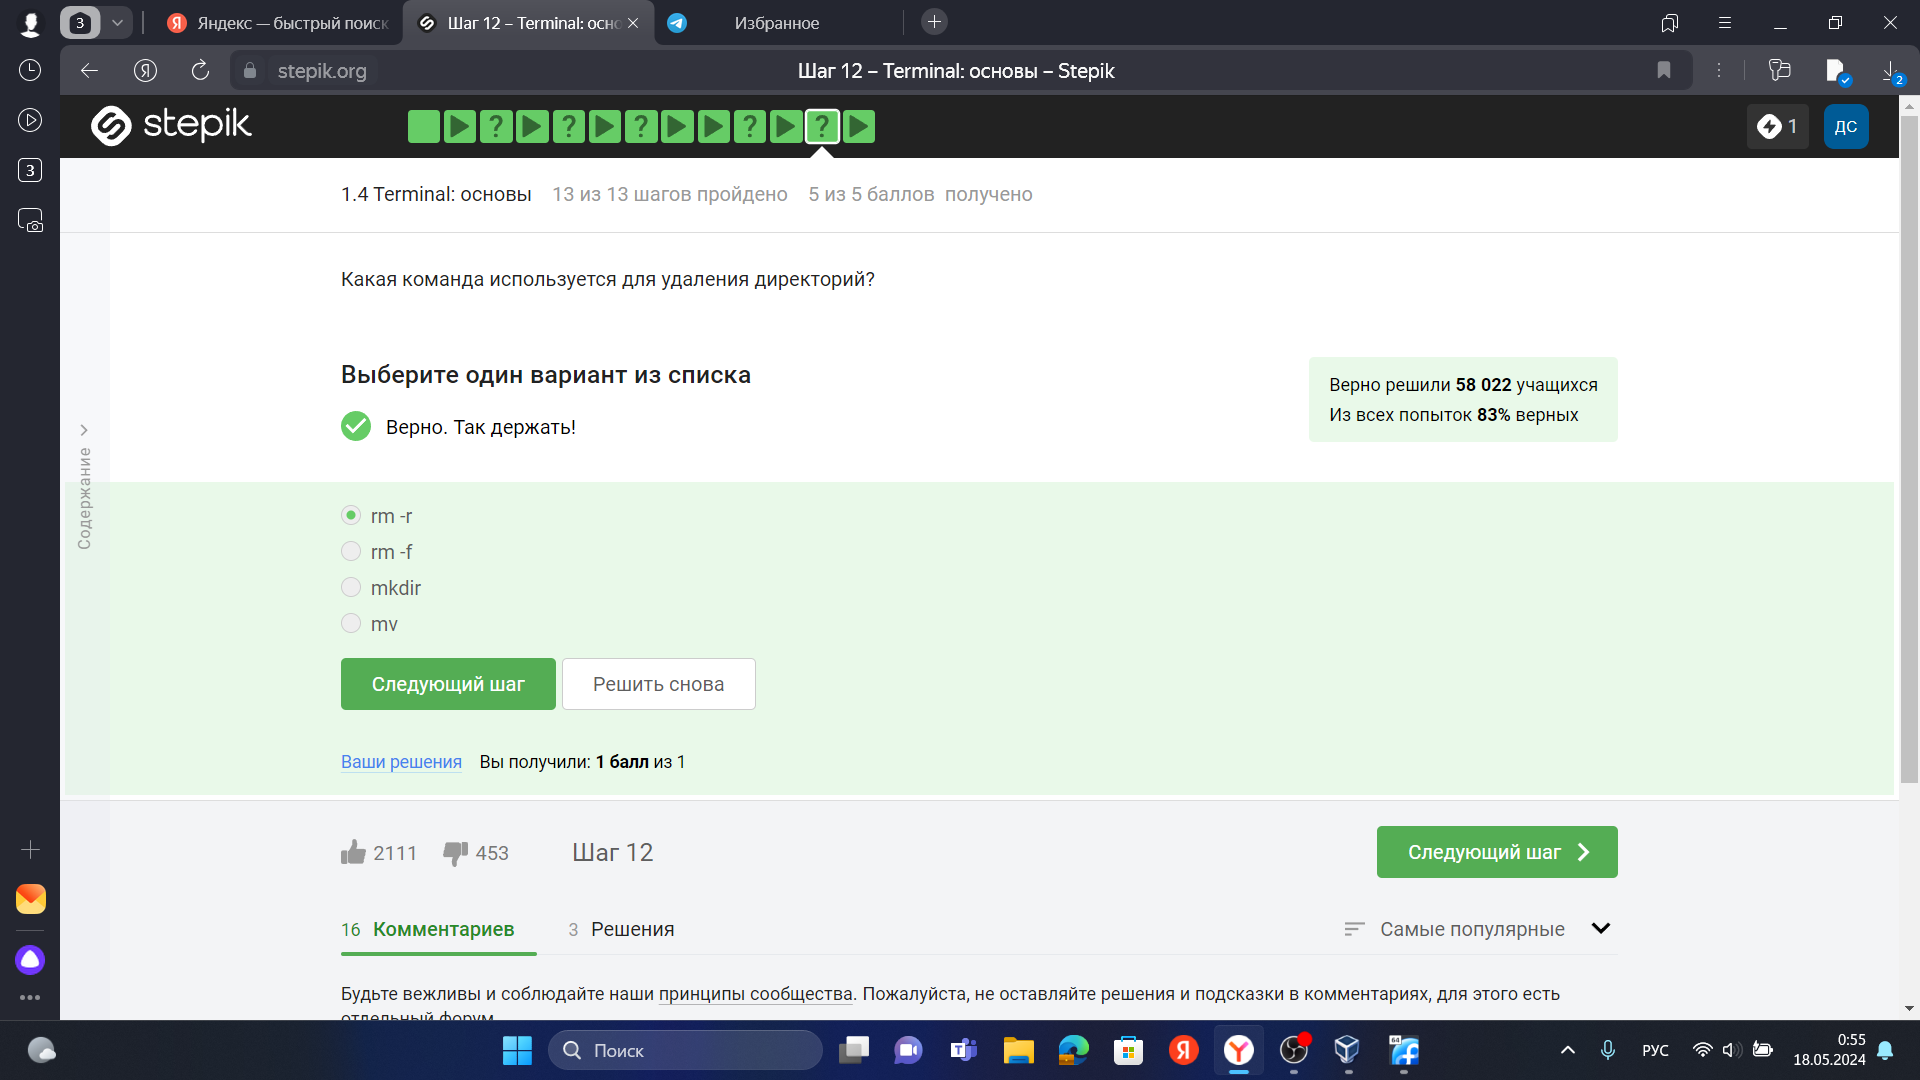 3
Яндекс — быстрый поиск
Шаг 12 – Terminal: осно
Избранное
stepik.org
Шаг 12 – Terminal: основы – Stepik
2
3
stepik
? ? ? ? ?
1
ДС
1.4 Terminal: основы 13 из 13 шагов пройдено 5 из 5 баллов получено
Содержание
Какая команда используется для удаления директорий?
Выберите один вариант из списка
Верно. Так держать!
Верно решили 58 022 учащихся
Из всех попыток 83% верных
rm -r
rm -f
mkdir
mv
Следующий шаг
Решить снова
Ваши решения Вы получили: 1 балл из 1
2111 453 Шаг 12
Следующий шаг
16 Комментариев 3 Решения
Самые популярные
Будьте вежливы и соблюдайте наши принципы сообщества. Пожалуйста, не оставляйте решения и подсказки в комментариях, для этого есть
отдельный форум.
Поиск
РУС
0:55
18.05.2024